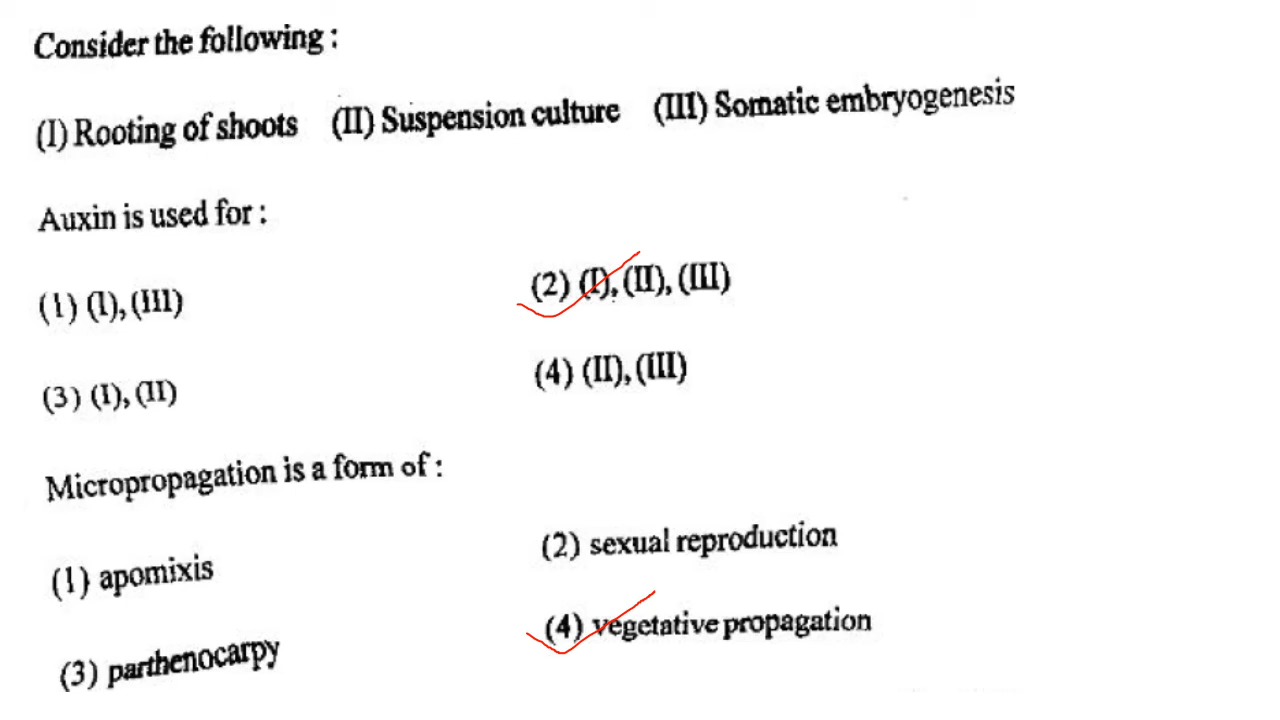 Consider the following :
(I) Rooting of shoots (II) Suspension culture (III) Somatic embryogenesis
Auxin is used for :
(1) (I), (III) (2) (I), (II), (III)
(3) (I), (II) (4) (II), (III)
Micropropagation is a form of :
(1) apomixis (2) sexual reproduction
(3) parthenocarpy (4) vegetative propagation